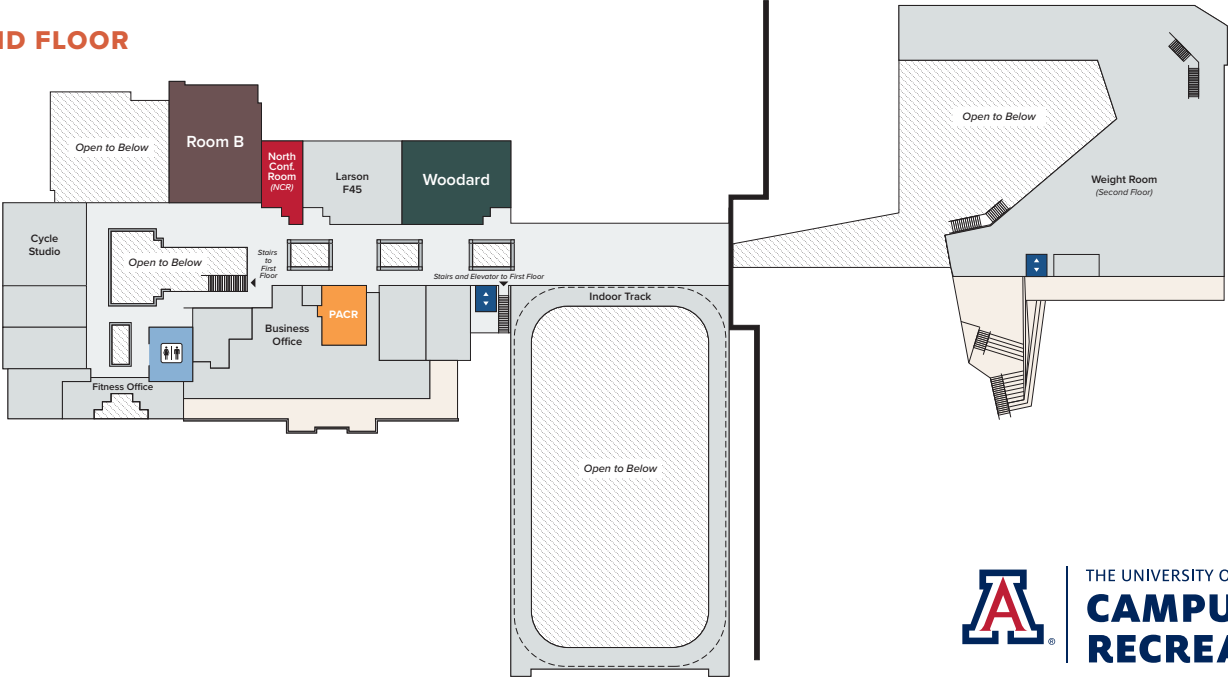 ND FLOOR
Open to Below
Room B
North
Conf.
Room
(NCR)
Larson
F45
Woodard
Open to Below
Weight Room
(Second Floor)
Cycle
Studio
Open to Below
Stairs
to
First
Floor
Stairs and Elevator to First Floor
Indoor Track
PACR
Business
Office
Fitness Office
Open to Below
A
®
THE UNIVERSITY O
CAMPU
RECREA